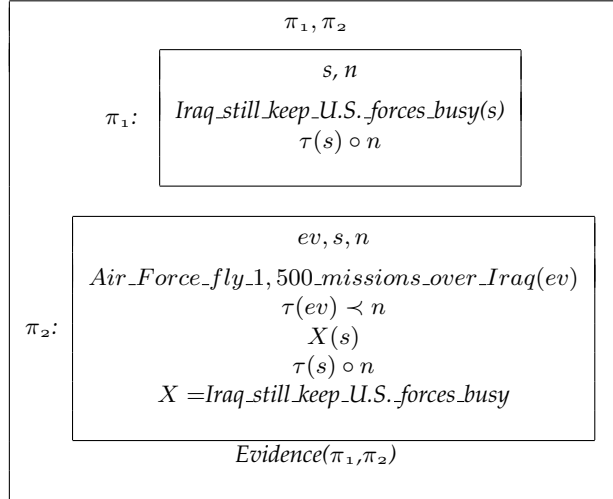 π₁, π₂
s, n
π₁: Iraq_still_keep_U.S._forces_busy(s)
τ(s) ∘ n
ev, s, n
Air_Force_fly_1, 500_missions_over_Iraq(ev)
τ(ev) ≺ n
π₂: X(s)
τ(s) ∘ n
X =Iraq_still_keep_U.S._forces_busy
Evidence(π₁,π₂)